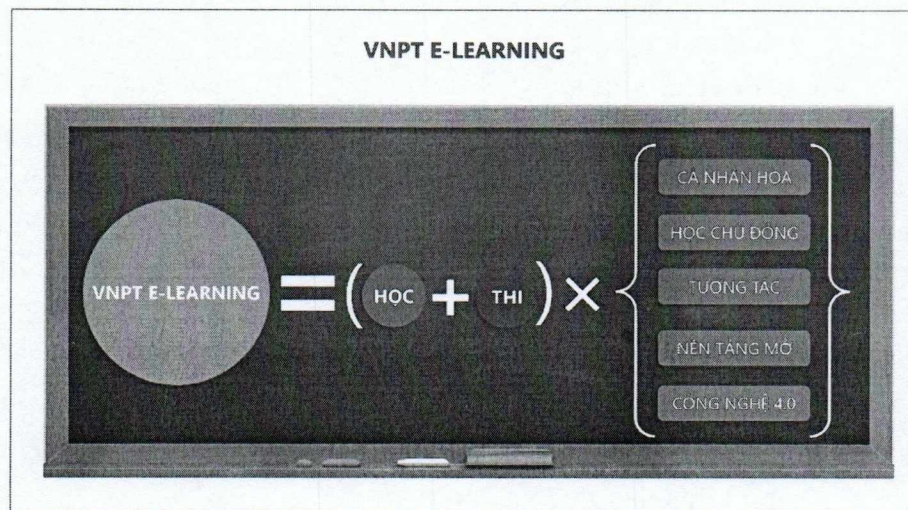 VNPT E-LEARNING
VNPT E-LEARNING = ( HỌC + THI ) ×
CÁ NHÂN HÓA
HỌC CHỦ ĐỘNG
TƯƠNG TÁC
NỀN TẢNG MỞ
CÔNG NGHỆ 4.0